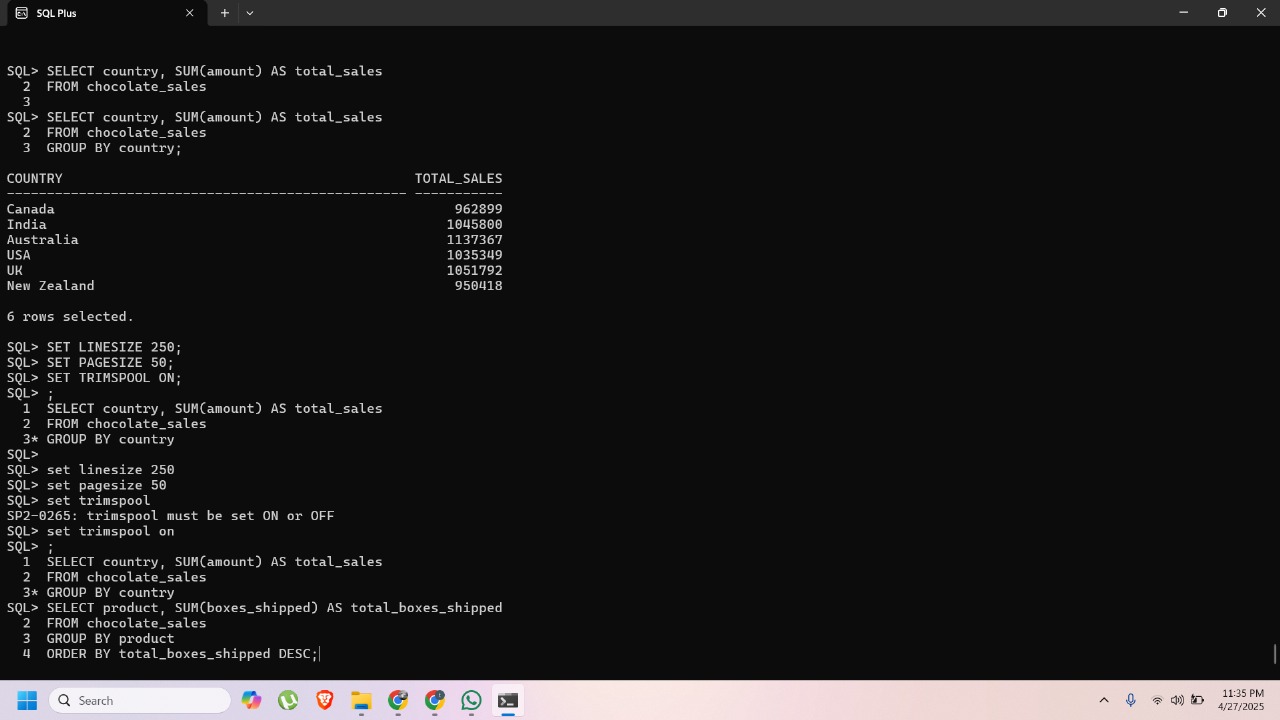 SQL Plus
SQL> SELECT country, SUM(amount) AS total_sales
  2  FROM chocolate_sales
  3
SQL> SELECT country, SUM(amount) AS total_sales
  2  FROM chocolate_sales
  3  GROUP BY country;
COUNTRY                                            TOTAL_SALES
-------------------------------------------------- -----------
Canada                                                  962899
India                                                  1045800
Australia                                              1137367
USA                                                    1035349
UK                                                     1051792
New Zealand                                             950418
6 rows selected.
SQL> SET LINESIZE 250;
SQL> SET PAGESIZE 50;
SQL> SET TRIMSPOOL ON;
SQL> ;
  1  SELECT country, SUM(amount) AS total_sales
  2  FROM chocolate_sales
  3* GROUP BY country
SQL>
SQL> set linesize 250
SQL> set pagesize 50
SQL> set trimspool
SP2-0265: trimspool must be set ON or OFF
SQL> set trimspool on
SQL> ;
  1  SELECT country, SUM(amount) AS total_sales
  2  FROM chocolate_sales
  3* GROUP BY country
SQL> SELECT product, SUM(boxes_shipped) AS total_boxes_shipped
  2  FROM chocolate_sales
  3  GROUP BY product
  4  ORDER BY total_boxes_shipped DESC;
Search
11:35 PM
4/27/2025